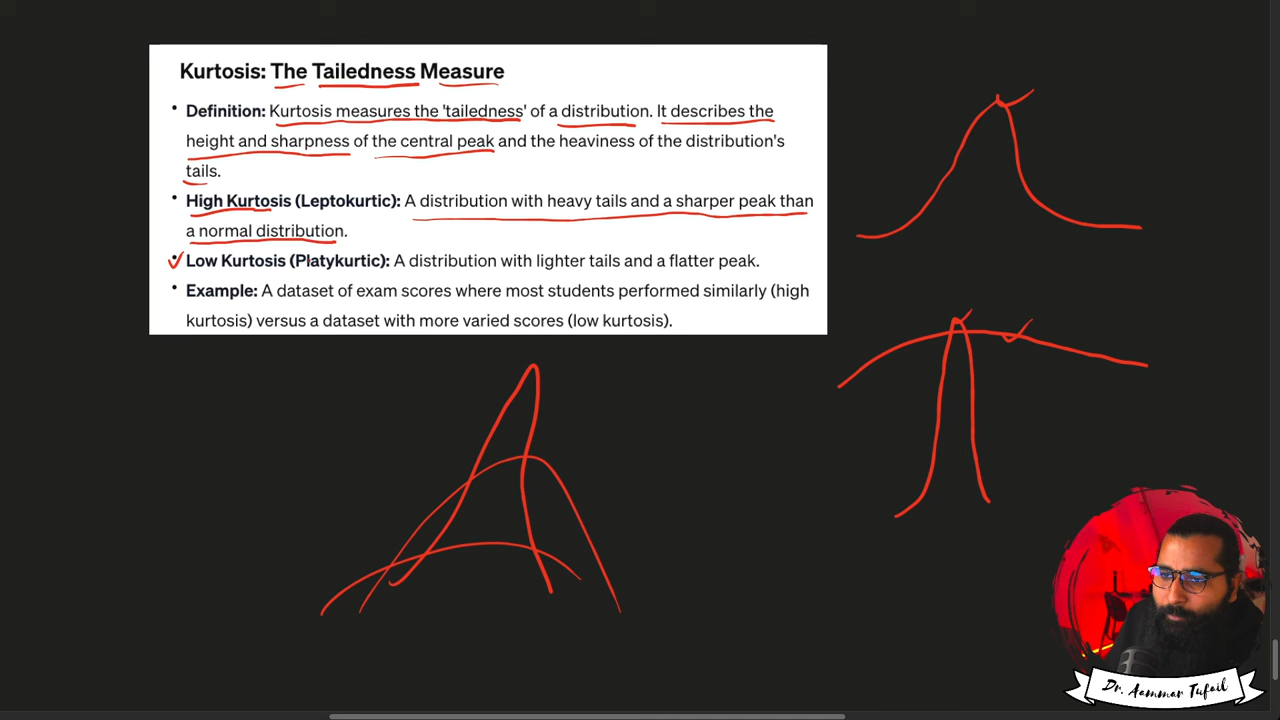 Kurtosis: The Tailedness Measure
• Definition: Kurtosis measures the 'tailedness' of a distribution. It describes the
height and sharpness of the central peak and the heaviness of the distribution's
tails.
• High Kurtosis (Leptokurtic): A distribution with heavy tails and a sharper peak than
a normal distribution.
• Low Kurtosis (Platykurtic): A distribution with lighter tails and a flatter peak.
• Example: A dataset of exam scores where most students performed similarly (high
kurtosis) versus a dataset with more varied scores (low kurtosis).
Dr. Aammar Tufail